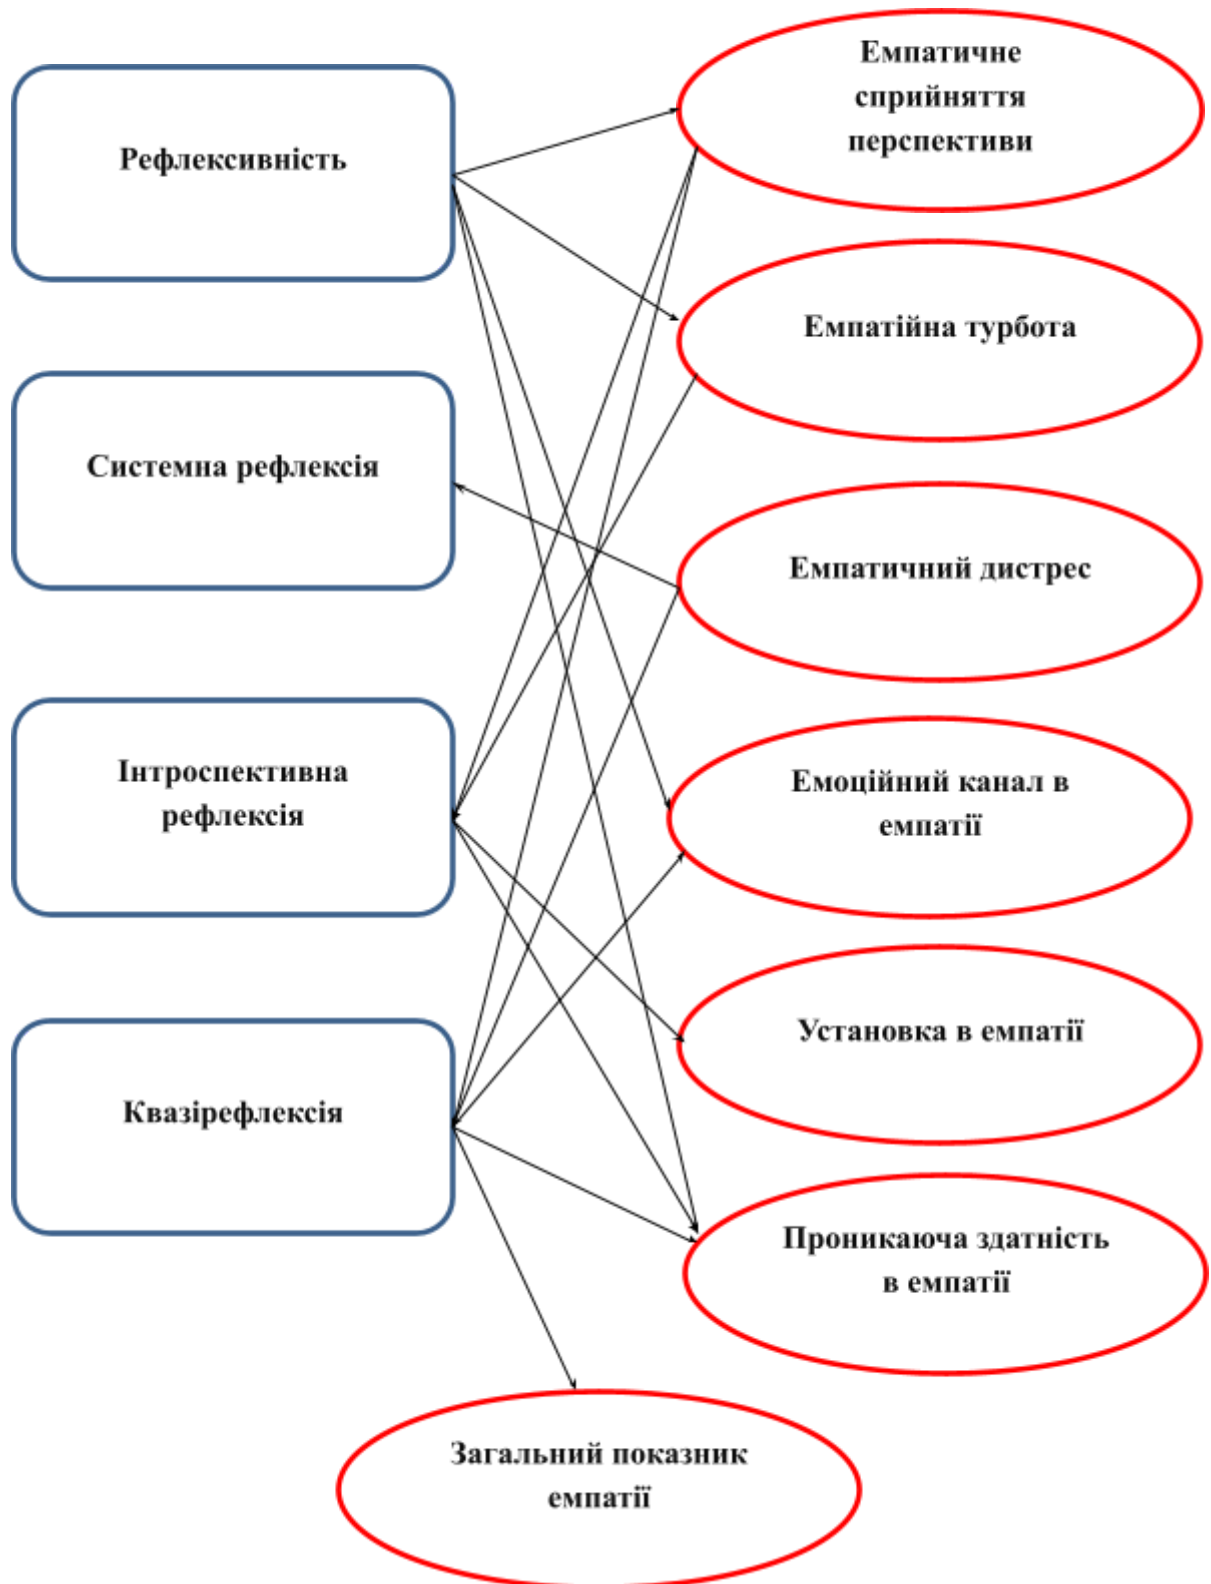 Рефлексивність
Системна рефлексія
Інтроспективна
рефлексія
Квазірефлексія
Емпатичне
сприйняття
перспективи
Емпатійна турбота
Емпатичний дистрес
Емоційний канал в
емпатії
Установка в емпатії
Проникаюча здатність
в емпатії
Загальний показник
емпатії